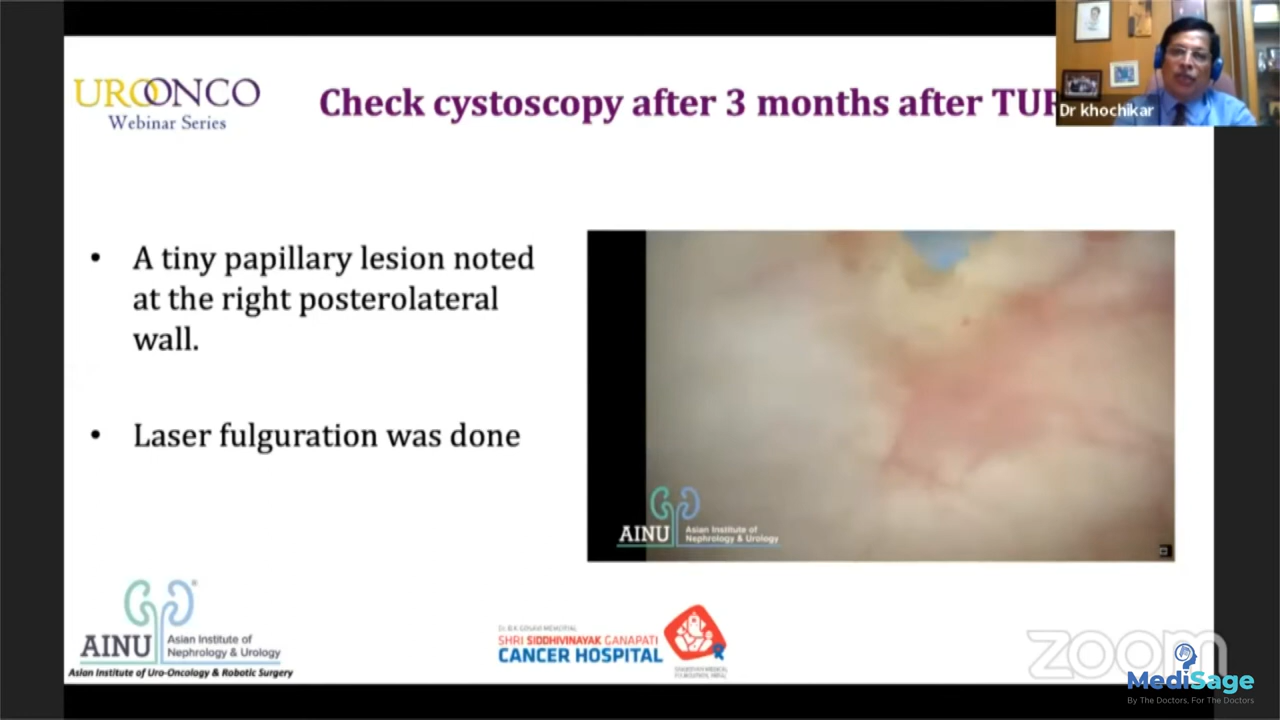 UROONCO
Webinar Series
Check cystoscopy after 3 months after TUR
Dr khochikar
• A tiny papillary lesion noted
at the right posterolateral
wall.
• Laser fulguration was done
AINU
Asian Institute of
Nephrology & Urology
AINU
Asian Institute of
Nephrology & Urology
Asian Institute of Uro-Oncology & Robotic Surgery
SHRI SIDDHIVINAYAK GANAPATI
CANCER HOSPITAL
zoom
MediSage
By The Doctors, For The Doctors